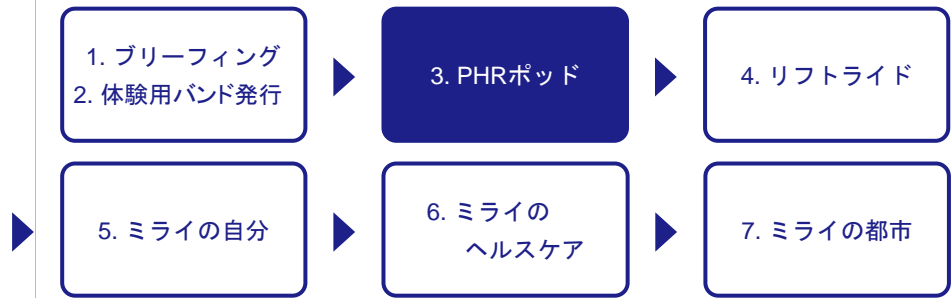 1. ブリーフィング
2. 体験用バンド発行
3. PHRポッド
4. リフトライド
5. ミライの自分
6. ミライの
ヘルスケア
7. ミライの都市